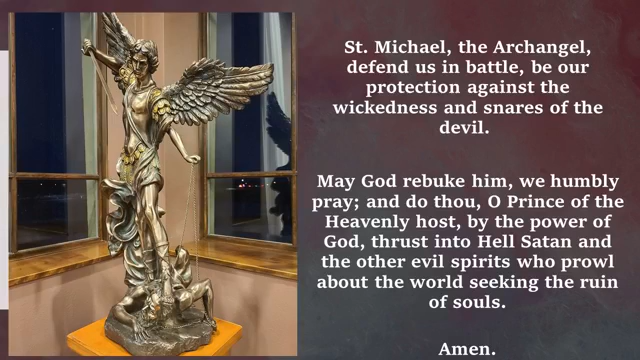 St. Michael, the Archangel,
defend us in battle, be our
protection against the
wickedness and snares of the
devil.
May God rebuke him, we humbly
pray; and do thou, O Prince of the
Heavenly host, by the power of
God, thrust into Hell Satan and
the other evil spirits who prowl
about the world seeking the ruin
of souls.
Amen.